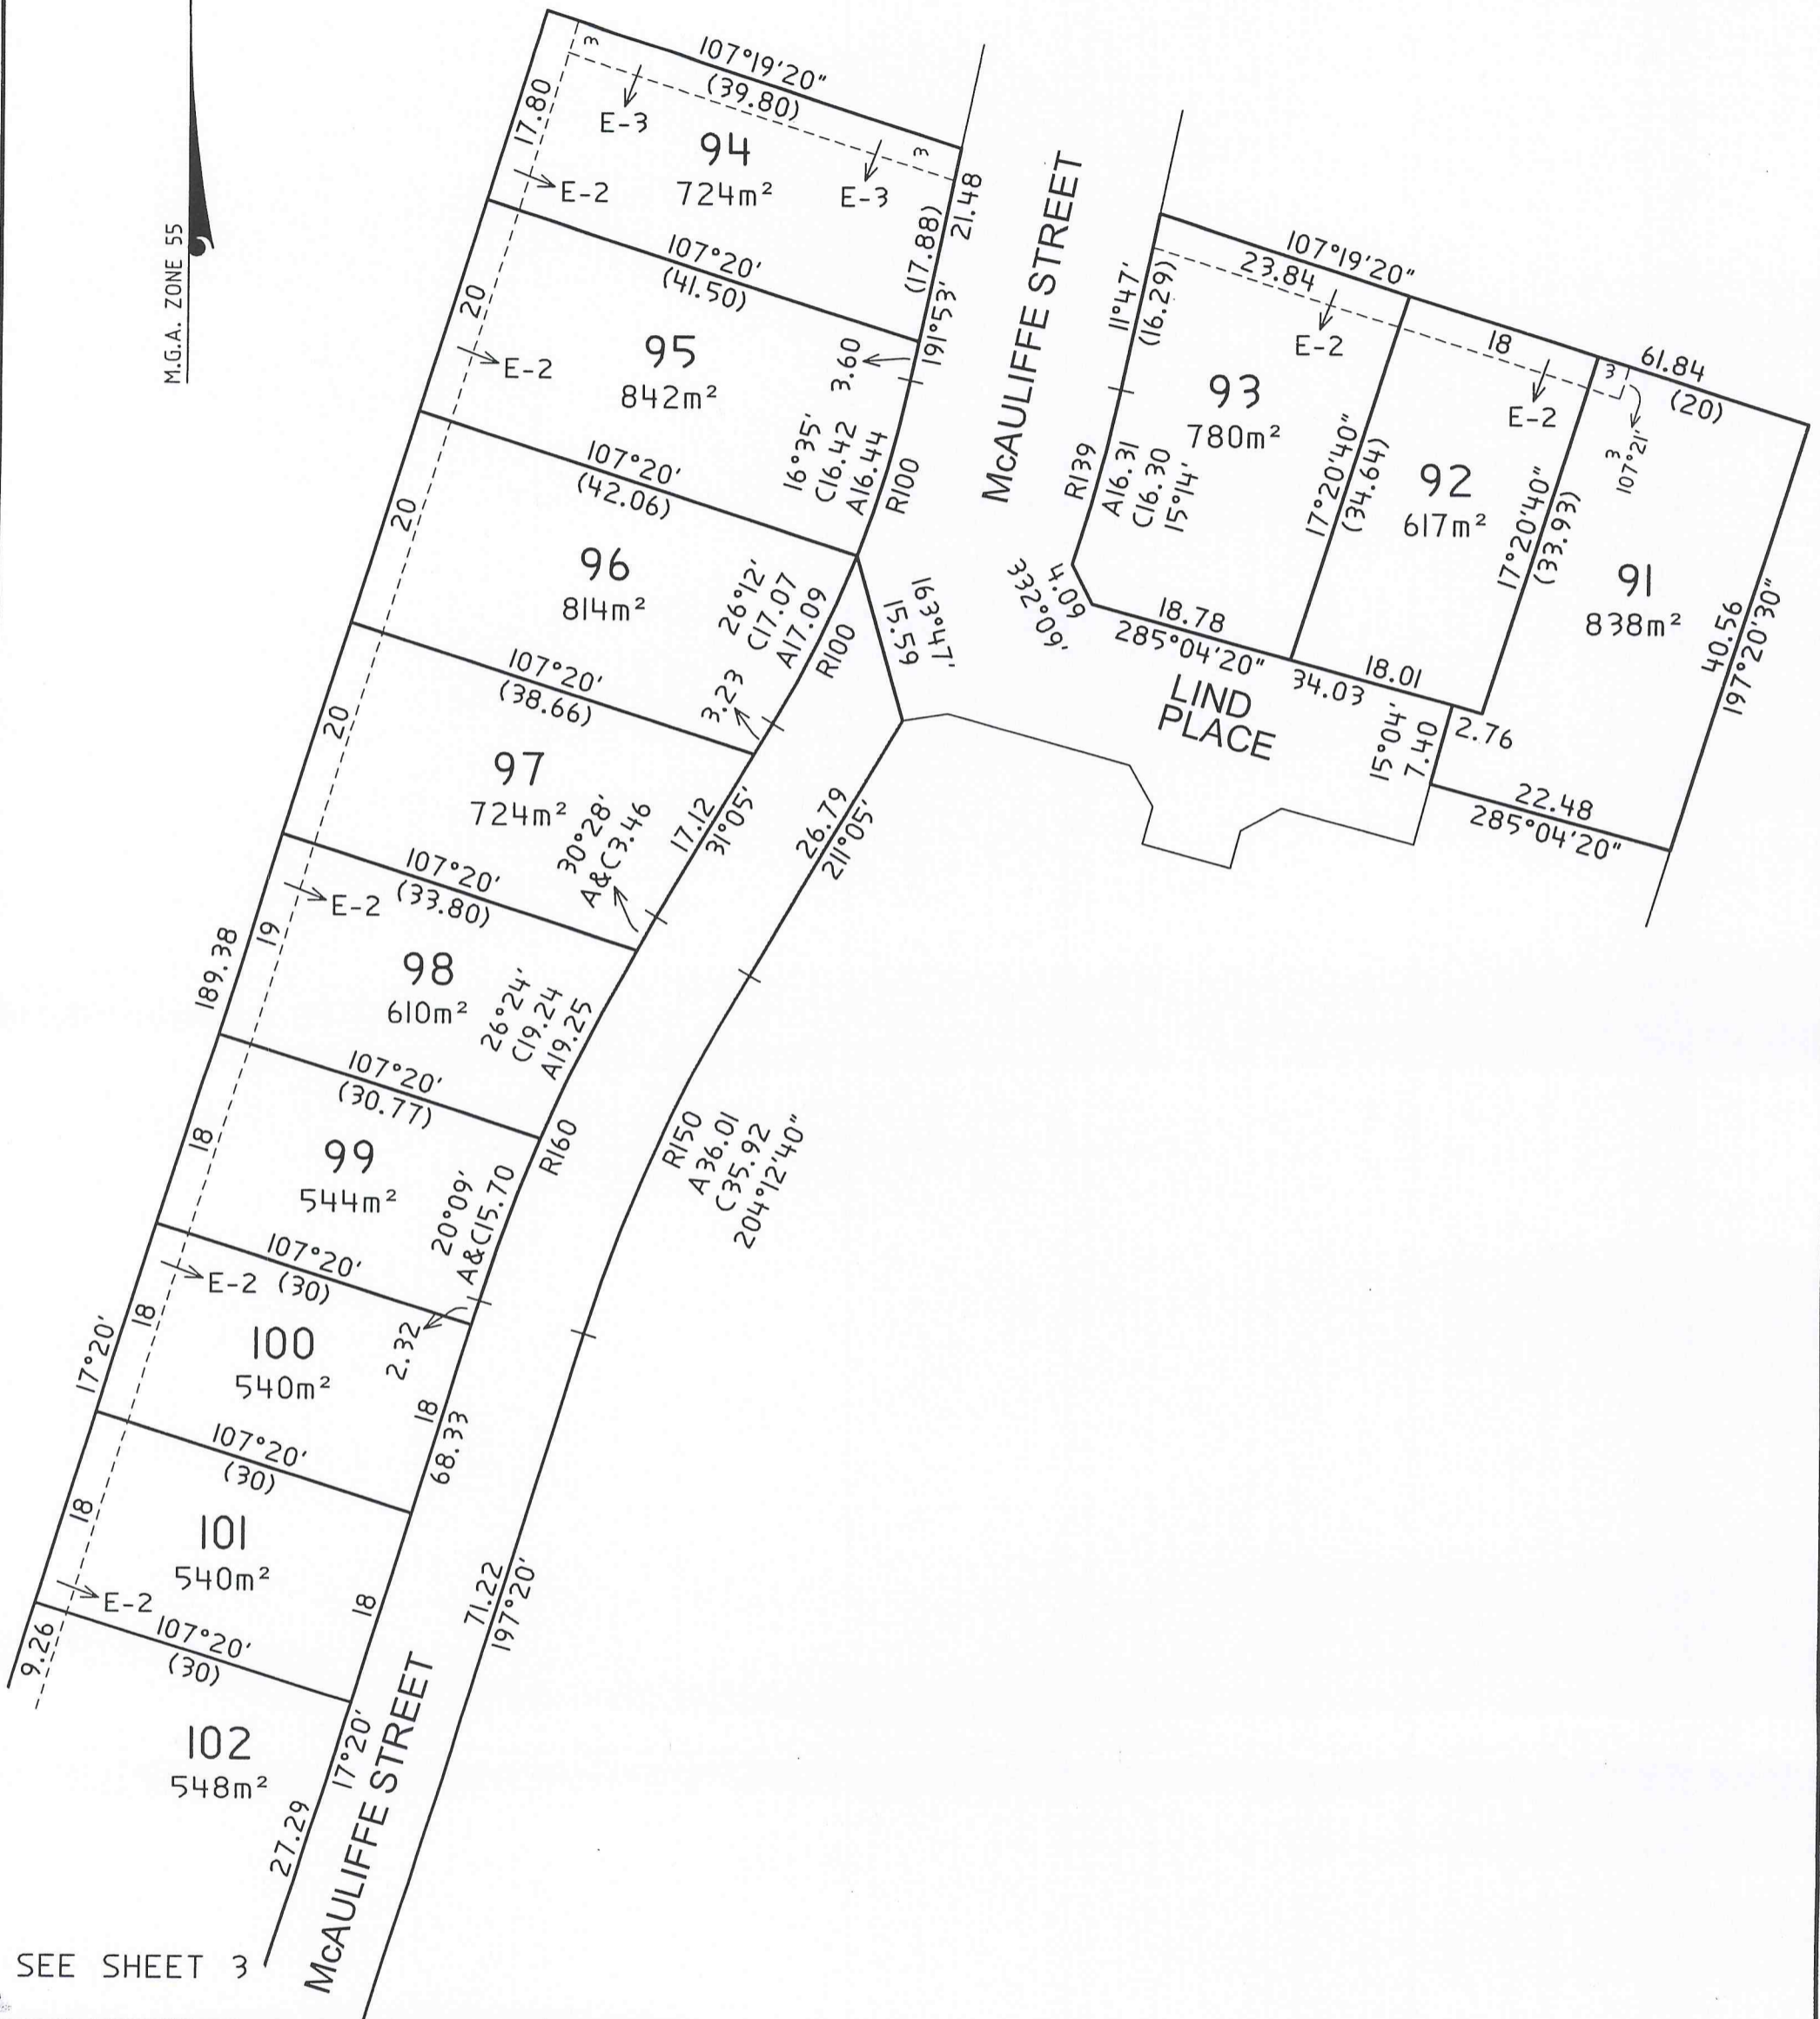 M.G.A. ZONE 55
107°19'20"
(39.80)
3
3
17.80
E-3
94
724m²
E-3
E-2
(17.88)
21.48
191°53'
107°20'
(41.50)
20
95
842m²
E-2
3.60
16°35'
C16.42
A16.44
R100
107°20'
(42.06)
20
96
814m²
26°12'
C17.07
A17.09
R100
3.23
163°47'
15.59
107°20'
(38.66)
20
97
724m²
30°28'
A&C3.46
17.12
31°05'
26.79
211°05'
107°20'
(33.80)
E-2
189.38
19
98
610m²
26°24'
C19.24
A19.25
R160
107°20'
(30.77)
18
99
544m²
20°09'
A&C15.70
R150
A36.01
C35.92
204°12'40"
107°20'
(30)
E-2
17°20'
18
100
540m²
2.32
18
68.33
107°20'
(30)
18
101
540m²
E-2
18
71.22
197°20'
107°20'
(30)
9.26
102
548m²
17°20'
27.29
McAULIFFE STREET
SEE SHEET 3
McAULIFFE STREET
107°19'20"
23.84
11°47'
(16.29)
E-2
93
780m²
R139
A16.31
C16.30
15°14'
4.09
332°09'
17°20'40"
(34.64)
18
E-2
92
617m²
17°20'40"
(33.93)
61.84
(20)
3
3
107°21'
91
838m²
40.56
197°20'30"
18.78
285°04'20"
18.01
34.03
LIND
PLACE
15°04'
7.40
2.76
22.48
285°04'20"